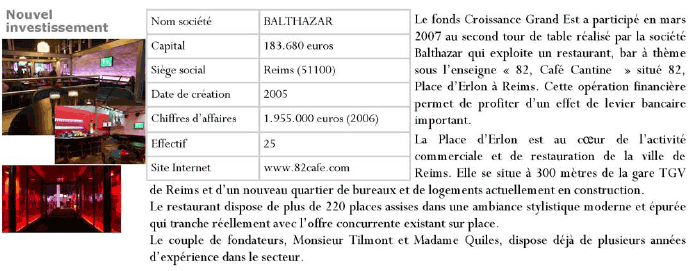 Nouvel
investissement
Nom société BALTHAZAR
Capital 183.680 euros
Siège social Reims (51100)
Date de création 2005
Chiffres d'affaires 1.955.000 euros (2006)
Effectif 25
Site Internet www.82cafe.com
Le fonds Croissance Grand Est a participé en mars
2007 au second tour de table réalisé par la société
Balthazar qui exploite un restaurant, bar à thème
sous l'enseigne « 82, Café Cantine » situé 82,
Place d'Erlon à Reims. Cette opération financière
permet de profiter d'un effet de levier bancaire
important.
La Place d'Erlon est au cœur de l'activité
commerciale et de restauration de la ville de
Reims. Elle se situe à 300 mètres de la gare TGV
de Reims et d'un nouveau quartier de bureaux et de logements actuellement en construction.
Le restaurant dispose de plus de 220 places assises dans une ambiance stylistique moderne et épurée
qui tranche réellement avec l'offre concurrente existant sur place.
Le couple de fondateurs, Monsieur Tilmont et Madame Quiles, dispose déjà de plusieurs années
d'expérience dans le secteur.